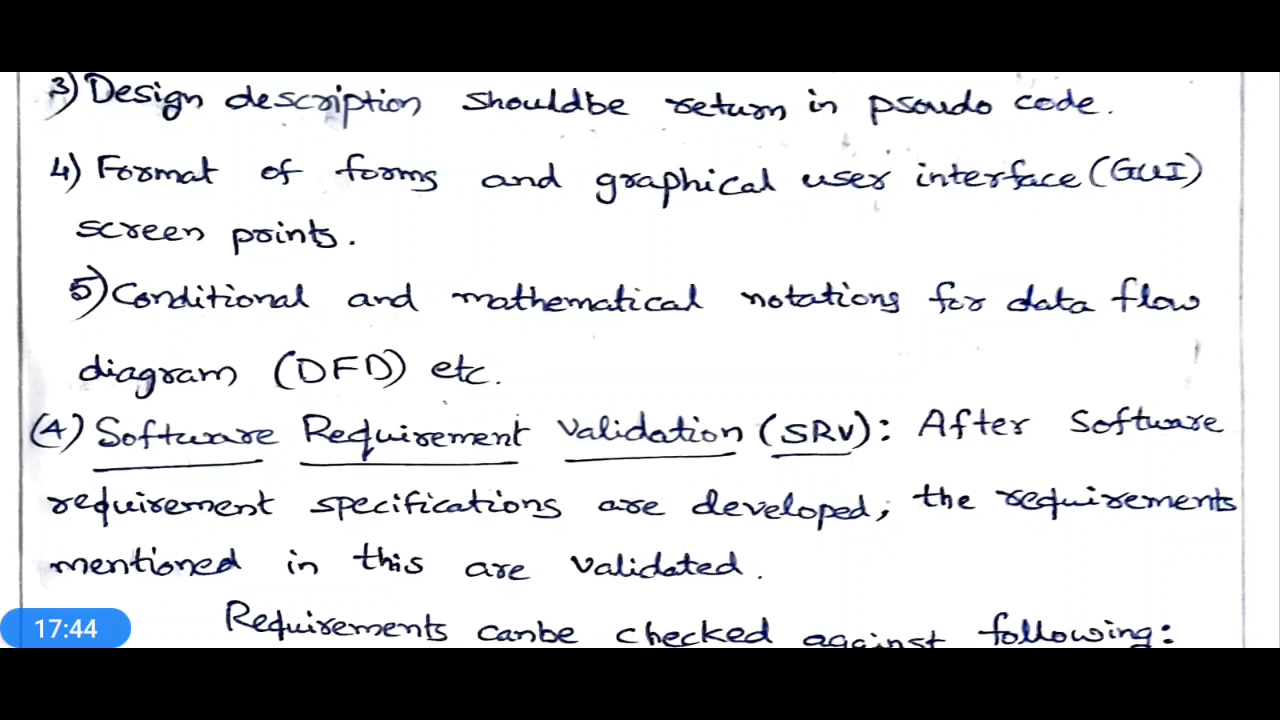 3) Design description shouldbe return in psoudo code.
4) Format of forms and graphical user interface (GUI)
screen points.
5) Conditional and mathematical notations for data flow
diagram (DFD) etc.
(4) Software Requirement Validation (SRV): After Software
requirement specifications are developed, the requirements
mentioned in this are validated.
17:44
Requirements canbe checked against following: